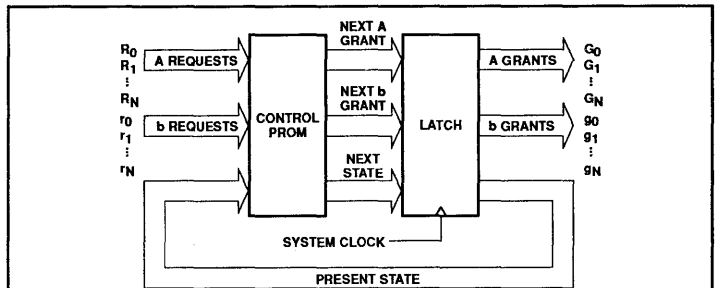 NEXT A
GRANT
R0
R1
⋮
RN
A REQUESTS
A GRANTS
G0
G1
⋮
GN
NEXT b
GRANT
r0
r1
⋮
rN
b REQUESTS
CONTROL
PROM
LATCH
b GRANTS
g0
g1
⋮
gN
NEXT
STATE
SYSTEM CLOCK
PRESENT STATE